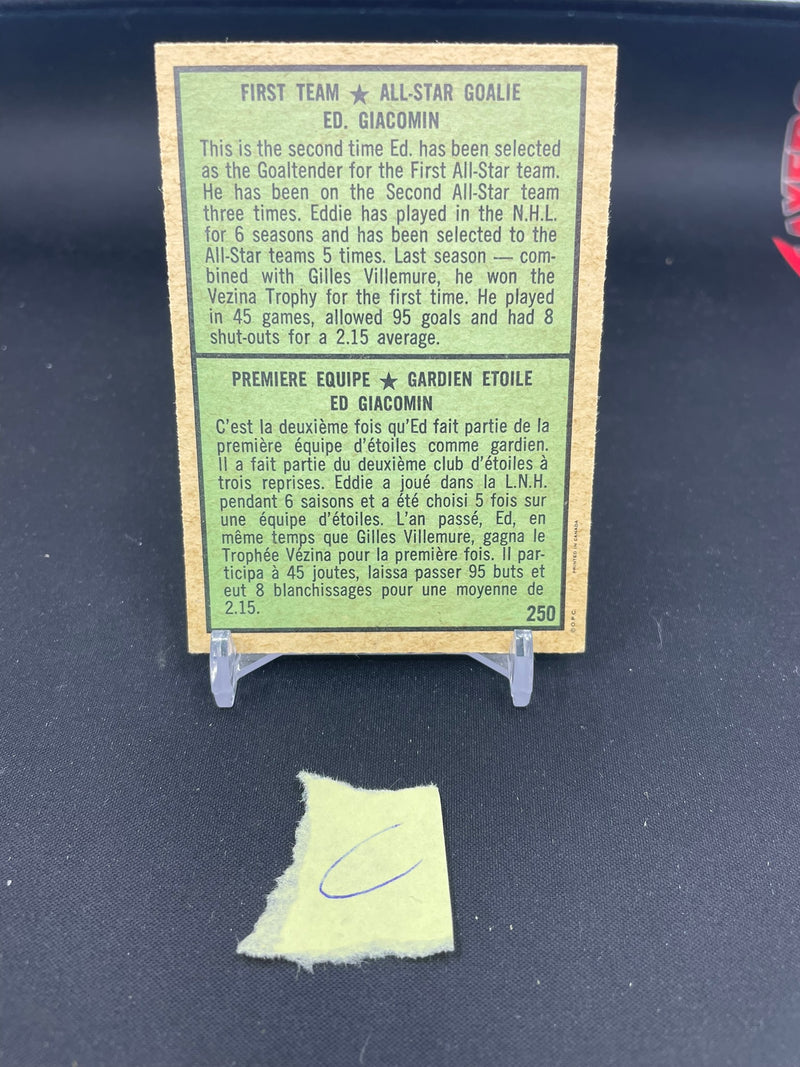 FIRST TEAM ★ ALL-STAR GOALIE
ED. GIACOMIN
This is the second time Ed. has been selected
as the Goaltender for the First All-Star team.
He has been on the Second All-Star team
three times. Eddie has played in the N.H.L.
for 6 seasons and has been selected to the
All-Star teams 5 times. Last season — com-
bined with Gilles Villemure, he won the
Vezina Trophy for the first time. He played
in 45 games, allowed 95 goals and had 8
shut-outs for a 2.15 average.
PREMIERE EQUIPE ★ GARDIEN ETOILE
ED GIACOMIN
C'est la deuxième fois qu'Ed fait partie de la
première équipe d'étoiles comme gardien.
Il a fait partie du deuxième club d'étoiles à
trois reprises. Eddie a joué dans la L.N.H.
pendant 6 saisons et a été choisi 5 fois sur
une équipe d'étoiles. L'an passé, Ed, en
même temps que Gilles Villemure, gagna le
Trophée Vézina pour la première fois. Il par-
ticipa à 45 joutes, laissa passer 95 buts et
eut 8 blanchissages pour une moyenne de
2.15.
250
© O.P.C. PRINTED IN CANADA
C